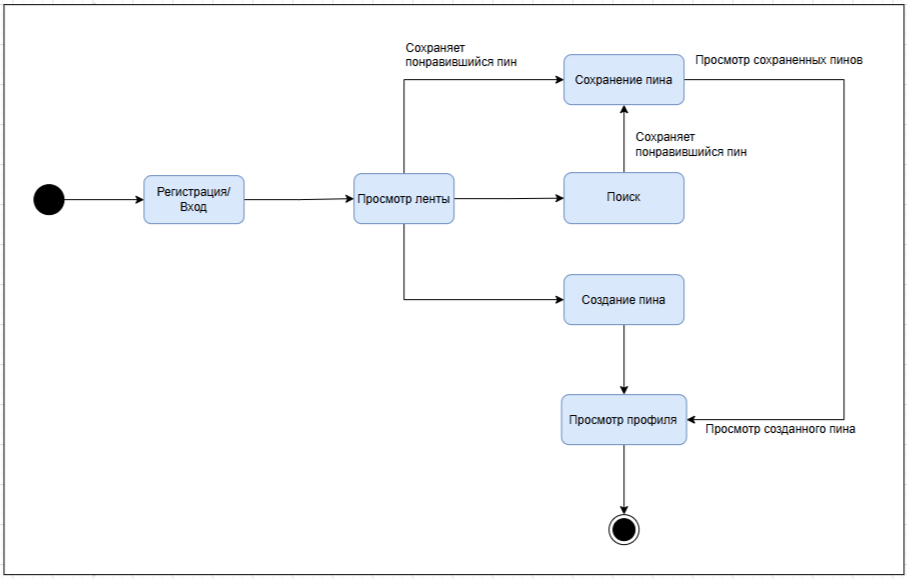 Сохраняет
понравившийся пин
Сохранение пина
Просмотр сохраненных пинов
Сохраняет
понравившийся пин
Регистрация/
Вход
Просмотр ленты
Поиск
Создание пина
Просмотр профиля
Просмотр созданного пина